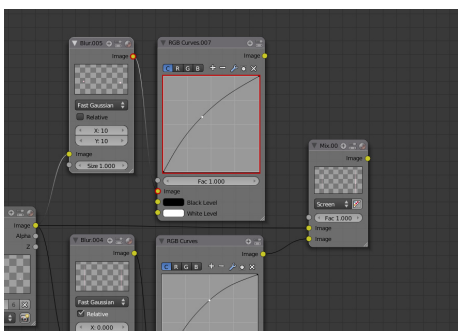 Blur.005
Image
Fast Gaussian
Relative
X: 10
Y: 10
Image
Size 1.000
RGB Curves.007
Image
C R G B
Fac 1.000
Image
Black Level
White Level
Mix.00
Image
Screen
Fac 1.000
Image
Image
Image
Alpha
Z
Blur.004
Image
Fast Gaussian
Relative
X: 0.000
RGB Curves
Image
C R G B